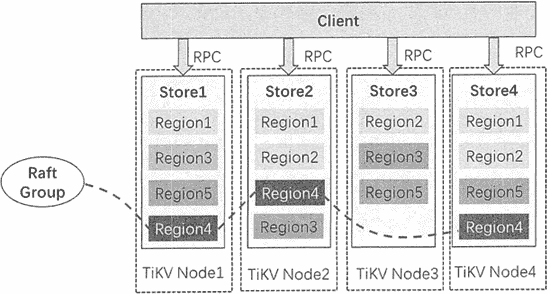 Client
RPC
RPC
RPC
RPC
Store1
Region1
Region3
Region5
Region4
TiKV Node1
Store2
Region1
Region2
Region4
Region3
TiKV Node2
Store3
Region2
Region3
Region5
TiKV Node3
Store4
Region1
Region2
Region5
Region4
TiKV Node4
Raft
Group